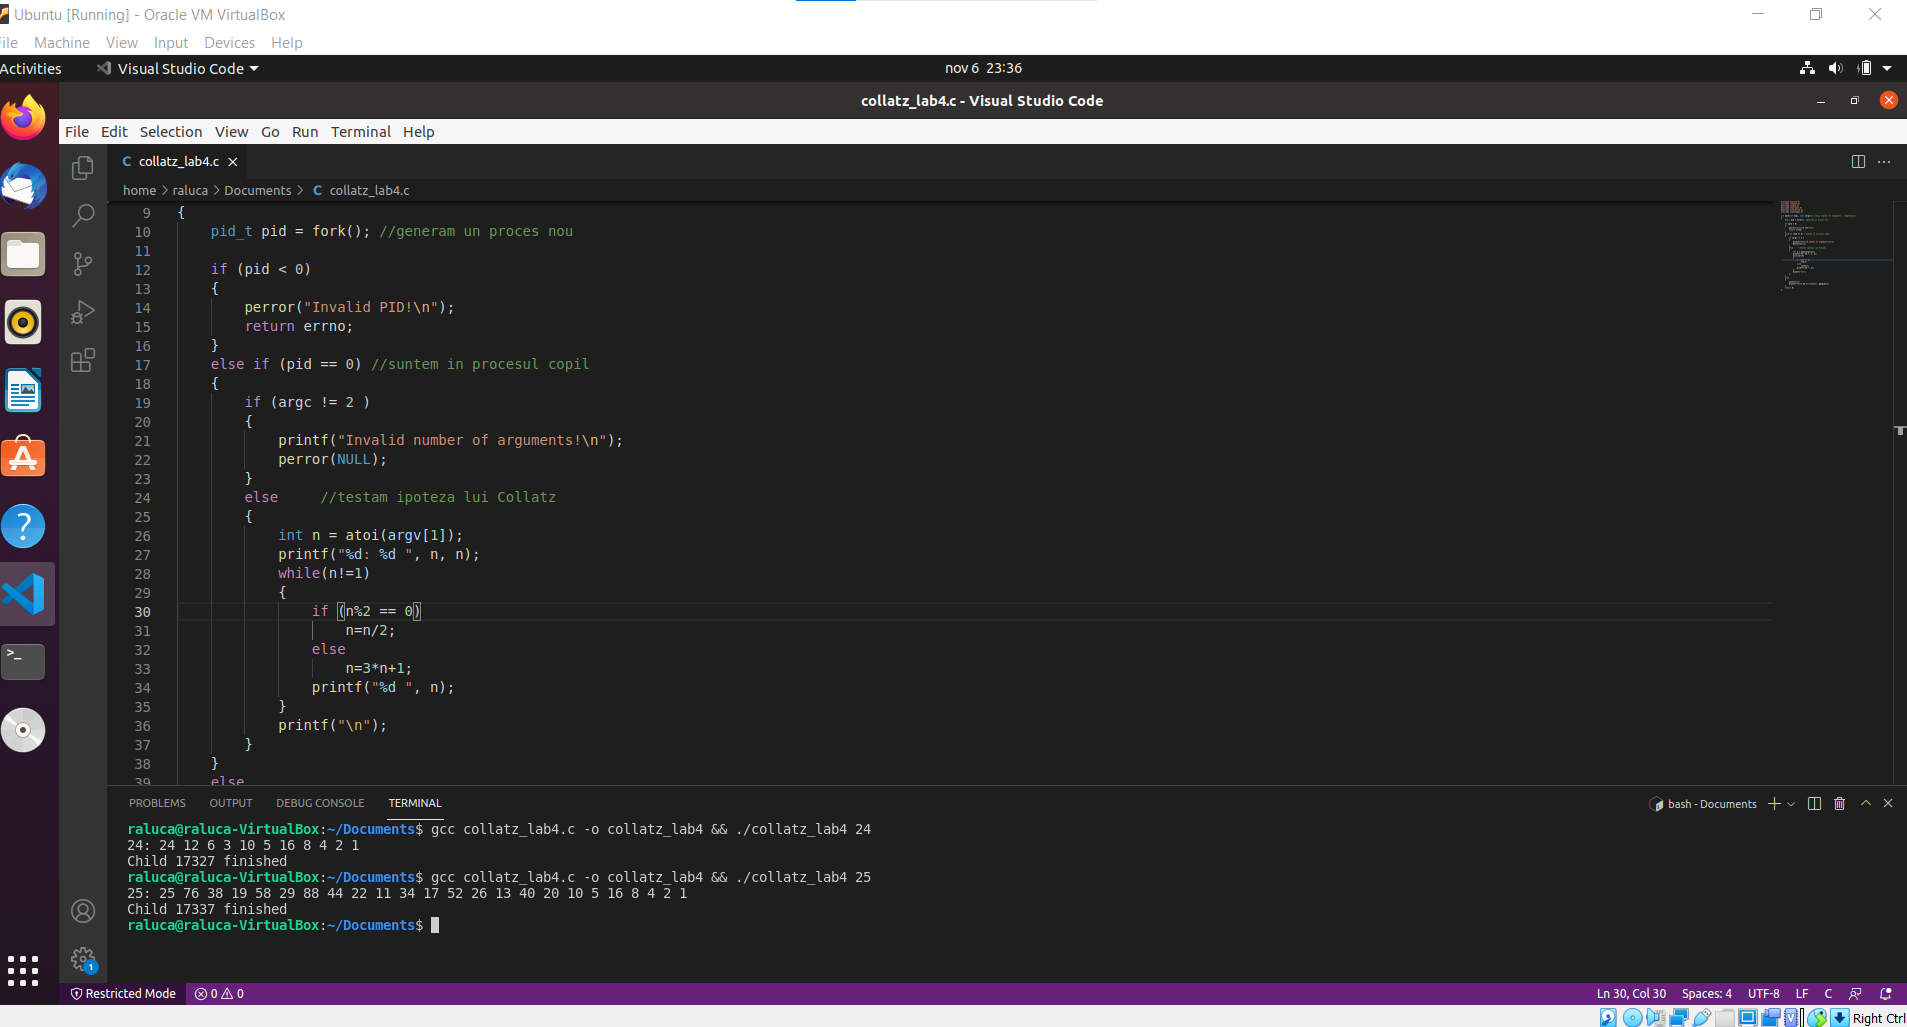 Ubuntu [Running] - Oracle VM VirtualBox
File Machine View Input Devices Help
Activities Visual Studio Code nov 6 23:36
collatz_lab4.c - Visual Studio Code
File Edit Selection View Go Run Terminal Help
C collatz_lab4.c
home > raluca > Documents > C collatz_lab4.c
9 {
10 pid_t pid = fork(); //generam un proces nou
11
12 if (pid < 0)
13 {
14 perror("Invalid PID!\n");
15 return errno;
16 }
17 else if (pid == 0) //suntem in procesul copil
18 {
19 if (argc != 2 )
20 {
21 printf("Invalid number of arguments!\n");
22 perror(NULL);
23 }
24 else //testam ipoteza lui Collatz
25 {
26 int n = atoi(argv[1]);
27 printf("%d: %d ", n, n);
28 while(n!=1)
29 {
30 if (n%2 == 0)
31 n=n/2;
32 else
33 n=3*n+1;
34 printf("%d ", n);
35 }
36 printf("\n");
37 }
38 }
39 else
PROBLEMS OUTPUT DEBUG CONSOLE TERMINAL bash - Documents
raluca@raluca-VirtualBox:~/Documents$ gcc collatz_lab4.c -o collatz_lab4 && ./collatz_lab4 24
24: 24 12 6 3 10 5 16 8 4 2 1
Child 17327 finished
raluca@raluca-VirtualBox:~/Documents$ gcc collatz_lab4.c -o collatz_lab4 && ./collatz_lab4 25
25: 25 76 38 19 58 29 88 44 22 11 34 17 52 26 13 40 20 10 5 16 8 4 2 1
Child 17337 finished
raluca@raluca-VirtualBox:~/Documents$
1
Restricted Mode 0 0 Ln 30, Col 30 Spaces: 4 UTF-8 LF C
Right Ctrl